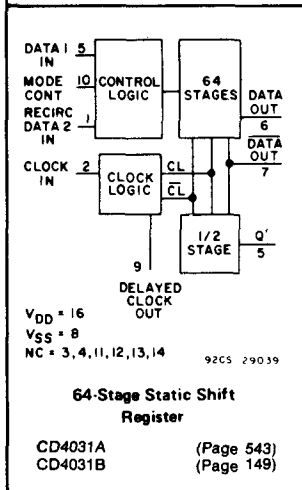 DATA 1 5
IN
MODE 10
CONT
RECIRC
DATA 2 1
IN
CONTROL
LOGIC
64
STAGES
DATA
OUT
6
DATA
OUT
7
CLOCK 2
IN
CLOCK
LOGIC
CL
CL
1/2
STAGE
Q'
5
9
DELAYED
CLOCK
OUT
VDD = 16
VSS = 8
NC = 3, 4, 11, 12, 13, 14
92CS 29039
64-Stage Static Shift
Register
CD4031A (Page 543)
CD4031B (Page 149)